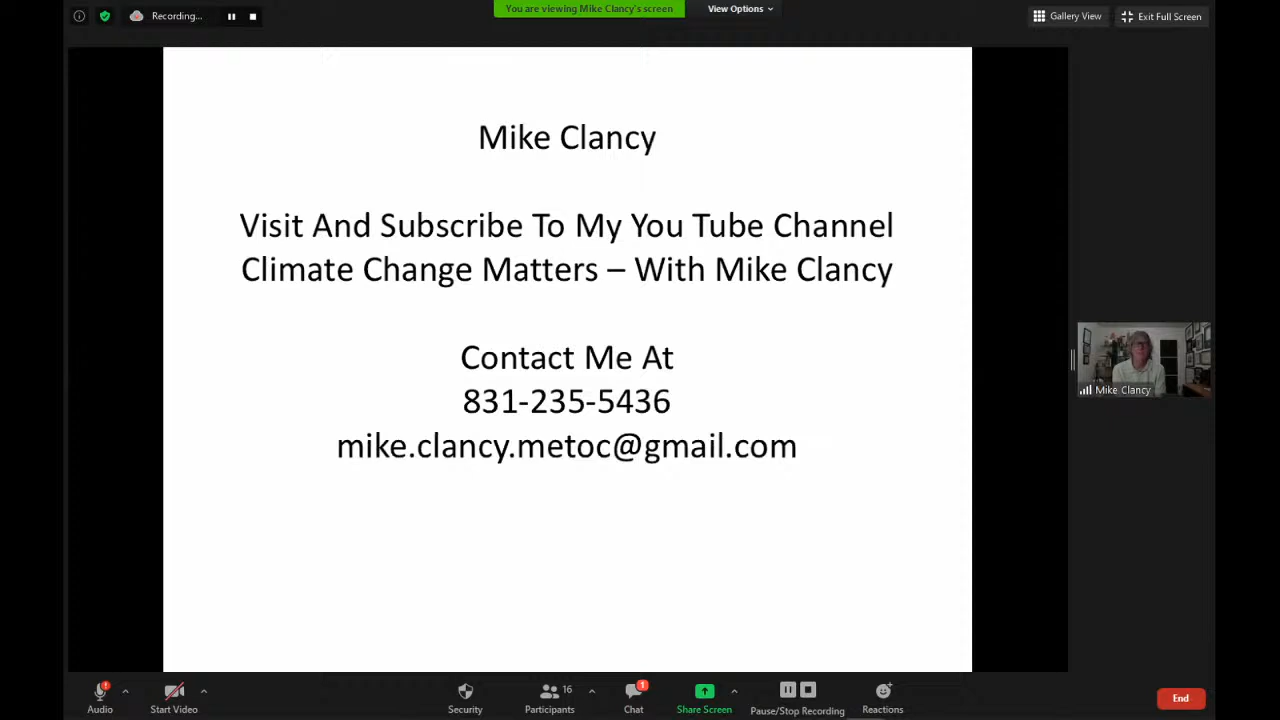 Recording...
You are viewing Mike Clancy's screen
View Options
Gallery View
Exit Full Screen
Mike Clancy
Visit And Subscribe To My You Tube Channel
Climate Change Matters – With Mike Clancy
Contact Me At
831-235-5436
mike.clancy.metoc@gmail.com
Mike Clancy
Audio
Start Video
Security
Participants
16
Chat
1
Share Screen
Pause/Stop Recording
Reactions
End